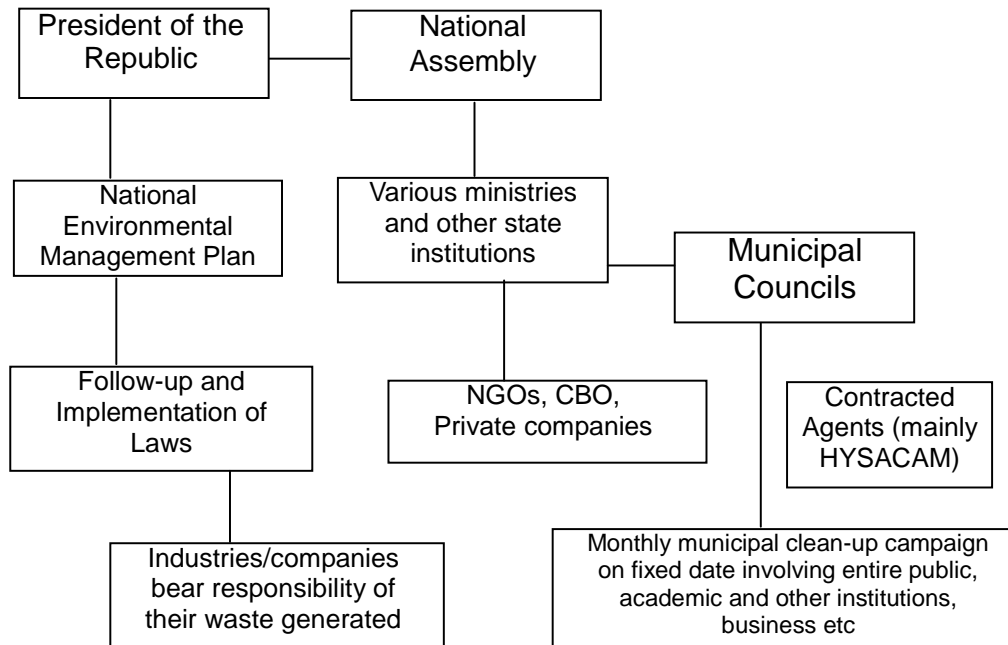 President of the
Republic
National
Assembly
National
Environmental
Management Plan
Various ministries
and other state
institutions
Municipal
Councils
Follow-up and
Implementation of
Laws
NGOs, CBO,
Private companies
Contracted
Agents (mainly
HYSACAM)
Industries/companies
bear responsibility of
their waste generated
Monthly municipal clean-up campaign
on fixed date involving entire public,
academic and other institutions,
business etc